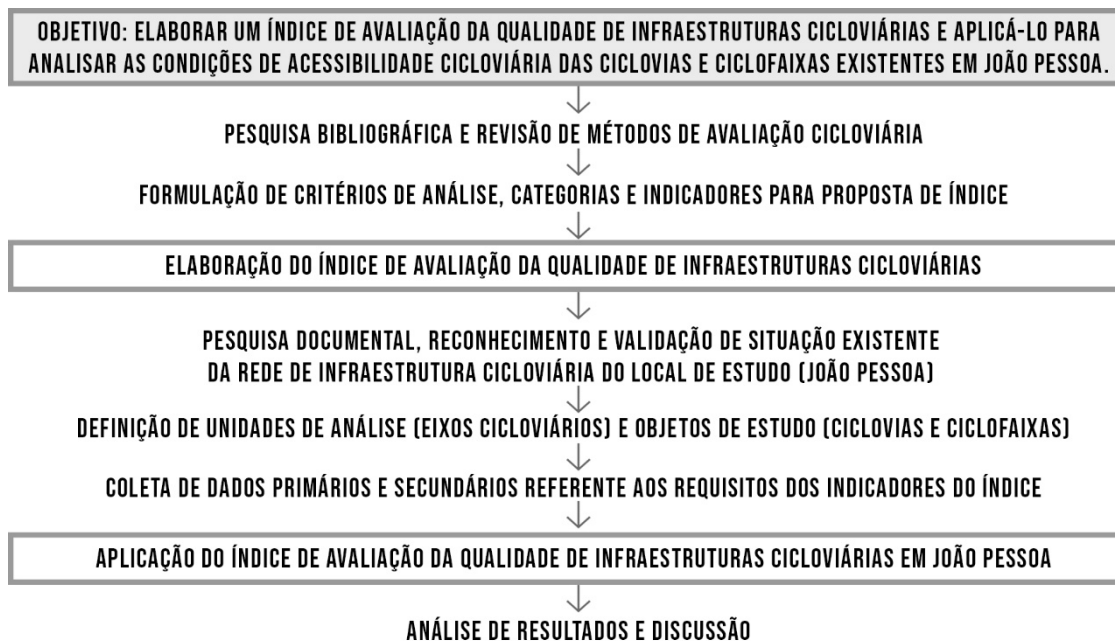 OBJETIVO: ELABORAR UM ÍNDICE DE AVALIAÇÃO DA QUALIDADE DE INFRAESTRUTURAS CICLOVIÁRIAS E APLICÁ-LO PARA
ANALISAR AS CONDIÇÕES DE ACESSIBILIDADE CICLOVIÁRIA DAS CICLOVIAS E CICLOFAIXAS EXISTENTES EM JOÃO PESSOA.
PESQUISA BIBLIOGRÁFICA E REVISÃO DE MÉTODOS DE AVALIAÇÃO CICLOVIÁRIA
FORMULAÇÃO DE CRITÉRIOS DE ANÁLISE, CATEGORIAS E INDICADORES PARA PROPOSTA DE ÍNDICE
ELABORAÇÃO DO ÍNDICE DE AVALIAÇÃO DA QUALIDADE DE INFRAESTRUTURAS CICLOVIÁRIAS
PESQUISA DOCUMENTAL, RECONHECIMENTO E VALIDAÇÃO DE SITUAÇÃO EXISTENTE
DA REDE DE INFRAESTRUTURA CICLOVIÁRIA DO LOCAL DE ESTUDO (JOÃO PESSOA)
DEFINIÇÃO DE UNIDADES DE ANÁLISE (EIXOS CICLOVIÁRIOS) E OBJETOS DE ESTUDO (CICLOVIAS E CICLOFAIXAS)
COLETA DE DADOS PRIMÁRIOS E SECUNDÁRIOS REFERENTE AOS REQUISITOS DOS INDICADORES DO ÍNDICE
APLICAÇÃO DO ÍNDICE DE AVALIAÇÃO DA QUALIDADE DE INFRAESTRUTURAS CICLOVIÁRIAS EM JOÃO PESSOA
ANÁLISE DE RESULTADOS E DISCUSSÃO